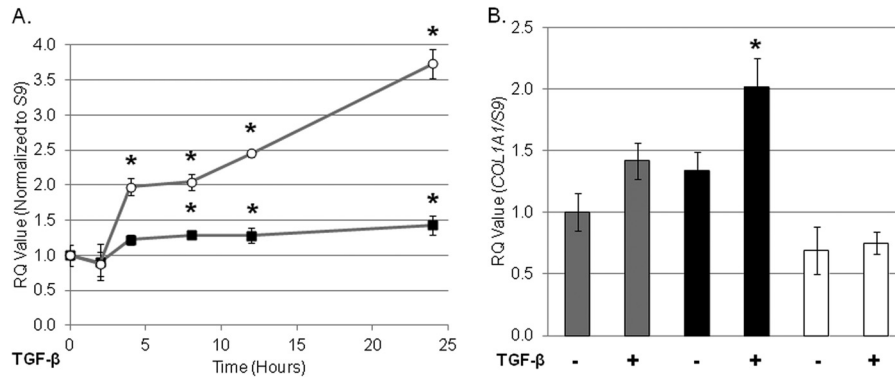 A.
RQ Value (Normalized to S9)
4.0
3.5
3.0
2.5
2.0
1.5
1.0
0.5
0.0
* * * *
* * *
0 5 10 15 20 25
TGF-β
Time (Hours)
B.
RQ Value (COL1A1/S9)
2.5
2.0
1.5
1.0
0.5
0.0
*
TGF-β - + - + - +